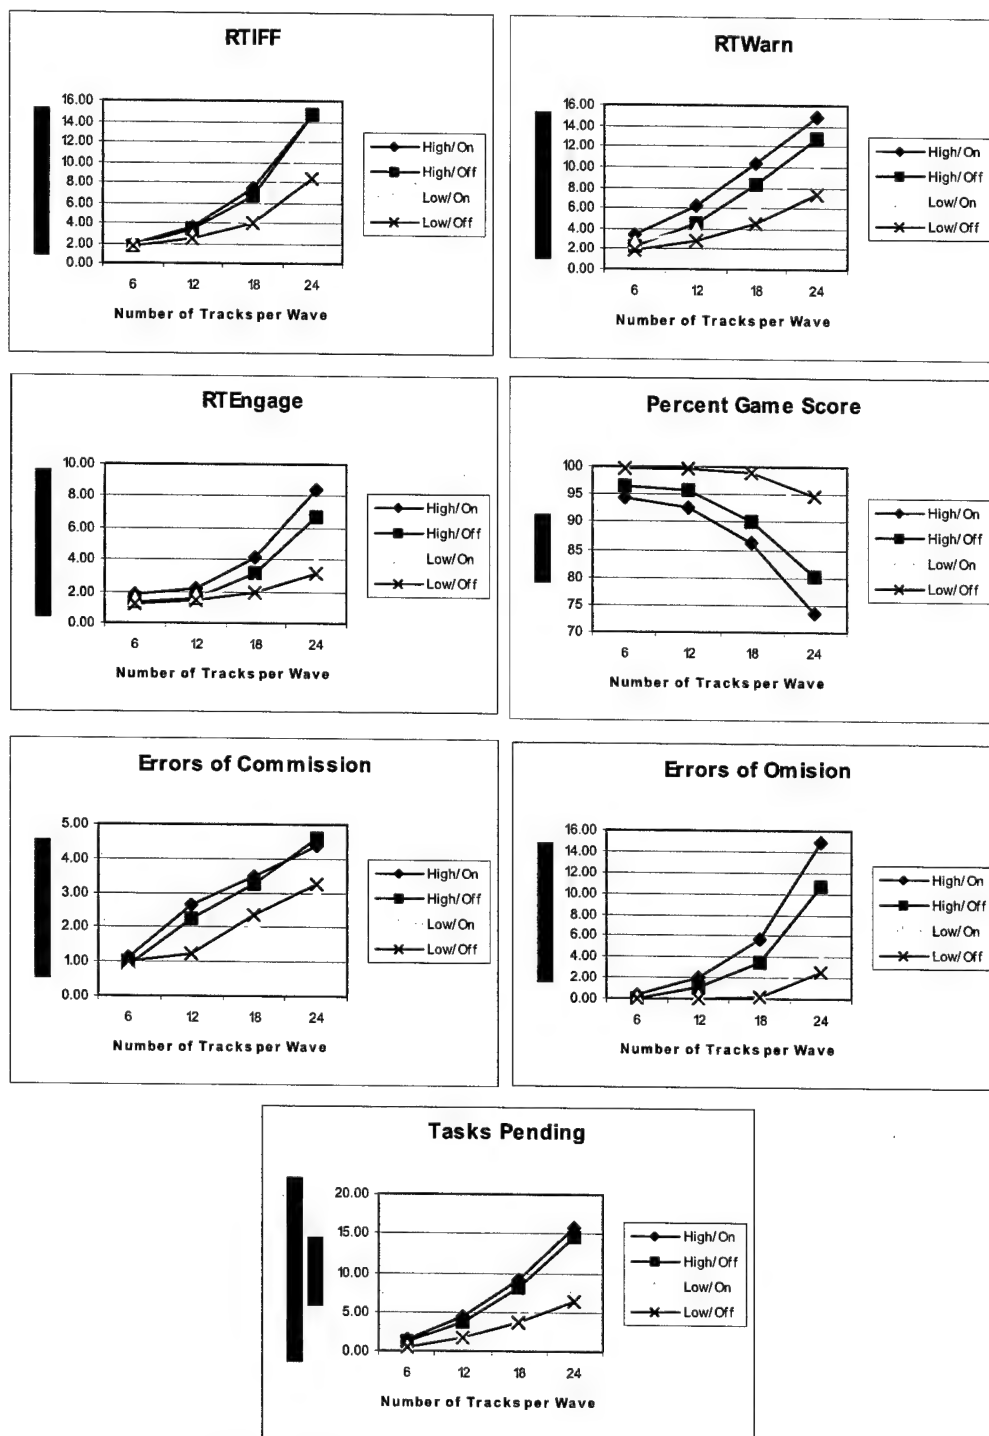 RTIFF
16.00
14.00
12.00
10.00
8.00
6.00
4.00
2.00
0.00
6 12 18 24
Number of Tracks per Wave
High/On
High/Off
Low/On
Low/Off
RTWarn
16.00
14.00
12.00
10.00
8.00
6.00
4.00
2.00
0.00
6 12 18 24
Number of Tracks per Wave
High/On
High/Off
Low/On
Low/Off
RTEngage
10.00
8.00
6.00
4.00
2.00
0.00
6 12 18 24
Number of Tracks per Wave
High/On
High/Off
Low/On
Low/Off
Percent Game Score
100
95
90
85
80
75
70
6 12 18 24
Number of Tracks per Wave
High/On
High/Off
Low/On
Low/Off
Errors of Commission
5.00
4.00
3.00
2.00
1.00
0.00
6 12 18 24
Number of Tracks per Wave
High/On
High/Off
Low/On
Low/Off
Errors of Omision
16.00
14.00
12.00
10.00
8.00
6.00
4.00
2.00
0.00
6 12 18 24
Number of Tracks per Wave
High/On
High/Off
Low/On
Low/Off
Tasks Pending
20.00
15.00
10.00
5.00
0.00
6 12 18 24
Number of Tracks per Wave
High/On
High/Off
Low/On
Low/Off